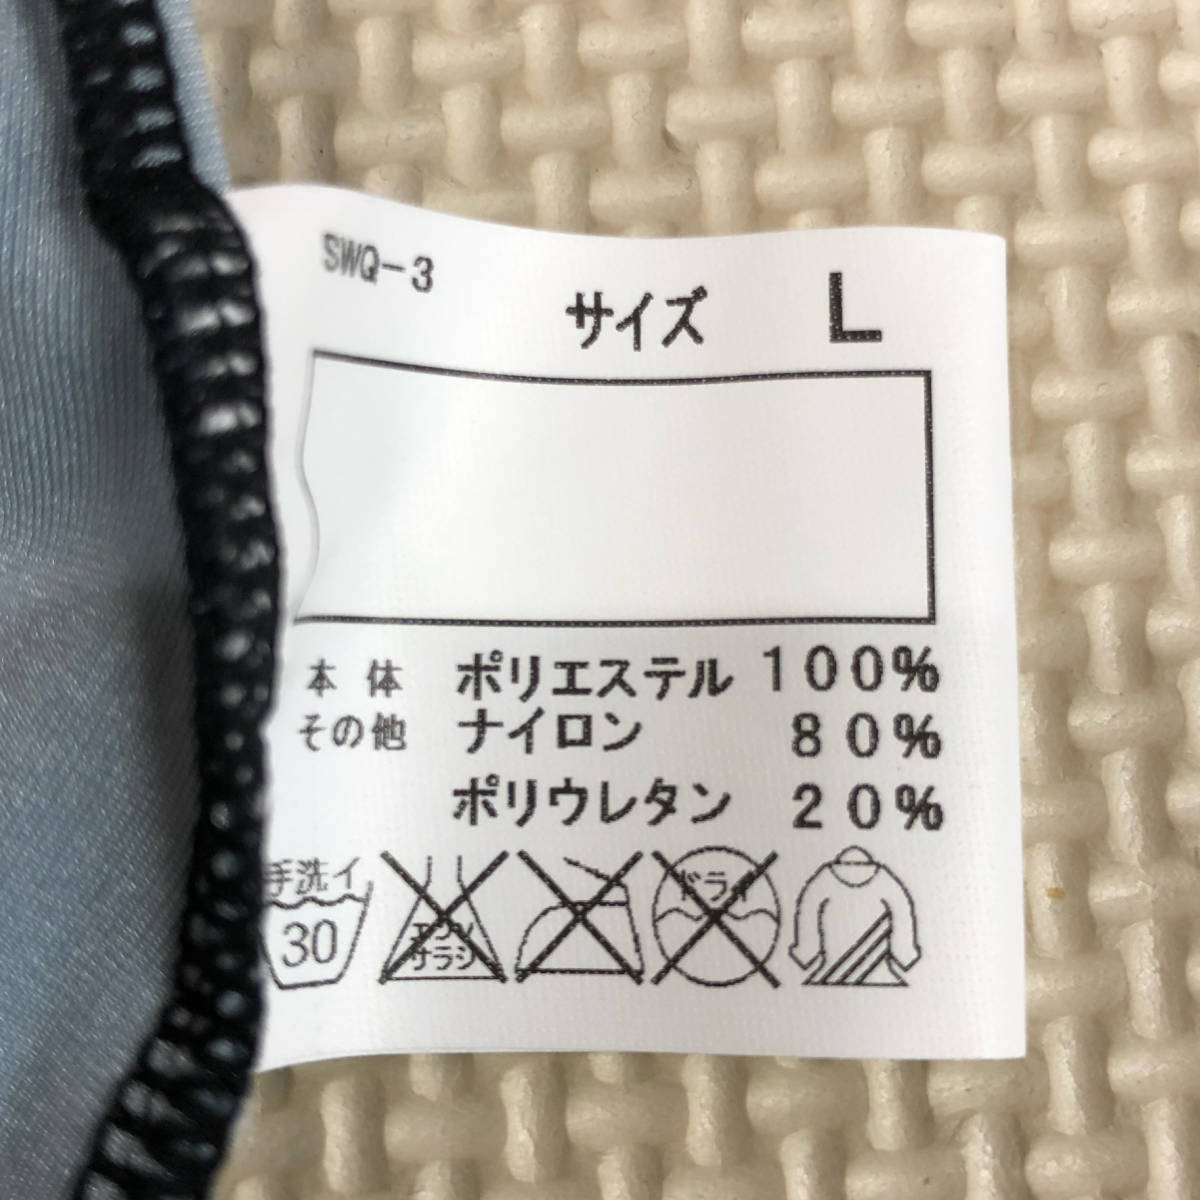 SWQ-3
サイズ L
本体 ポリエステル 100%
その他 ナイロン 80%
ポリウレタン 20%
手洗イ
30
エンソ
サラシ
ドライ